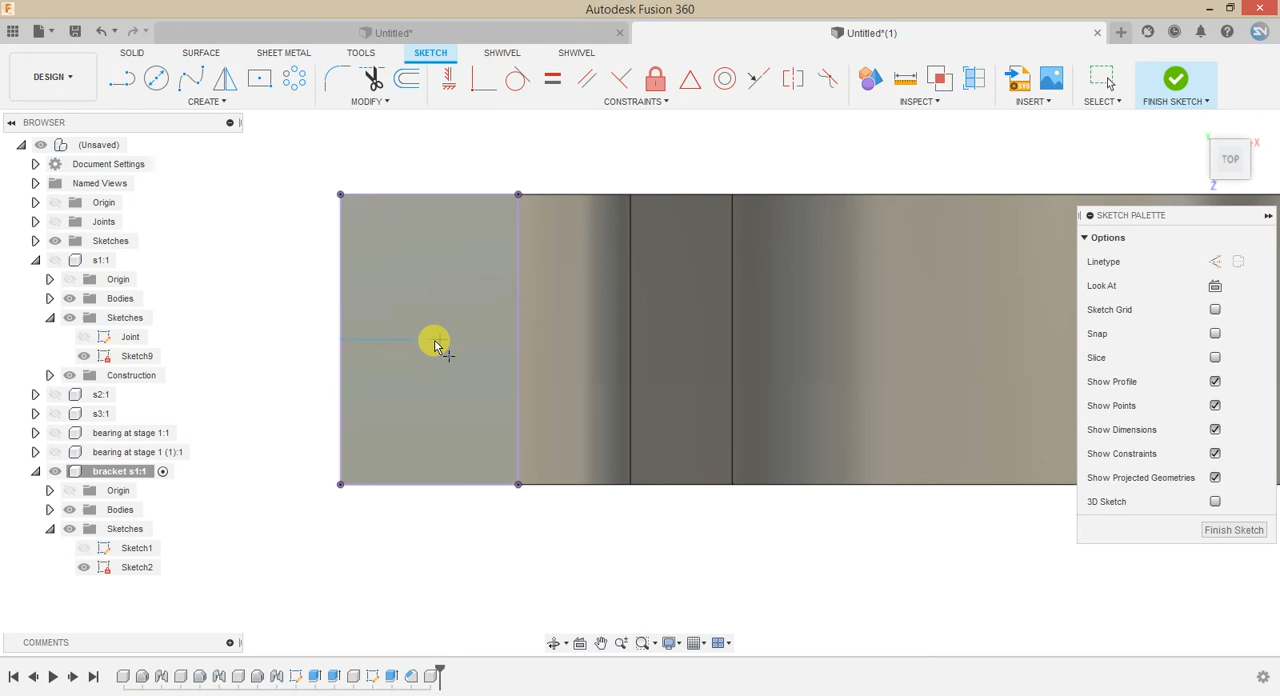 Autodesk Fusion 360
Untitled*
Untitled*(1)
SOLID SURFACE SHEET METAL TOOLS SKETCH SHWIVEL SHWIVEL
DESIGN
CREATE MODIFY CONSTRAINTS INSPECT INSERT SELECT FINISH SKETCH
BROWSER
(Unsaved)
Document Settings
Named Views
Origin
Joints
Sketches
s1:1
Origin
Bodies
Sketches
Joint
Sketch9
Construction
s2:1
s3:1
bearing at stage 1:1
bearing at stage 1 (1):1
bracket s1:1
Origin
Bodies
Sketches
Sketch1
Sketch2
Y
X
TOP
Z
SKETCH PALETTE
Options
Linetype
Look At
Sketch Grid
Snap
Slice
Show Profile
Show Points
Show Dimensions
Show Constraints
Show Projected Geometries
3D Sketch
Finish Sketch
COMMENTS